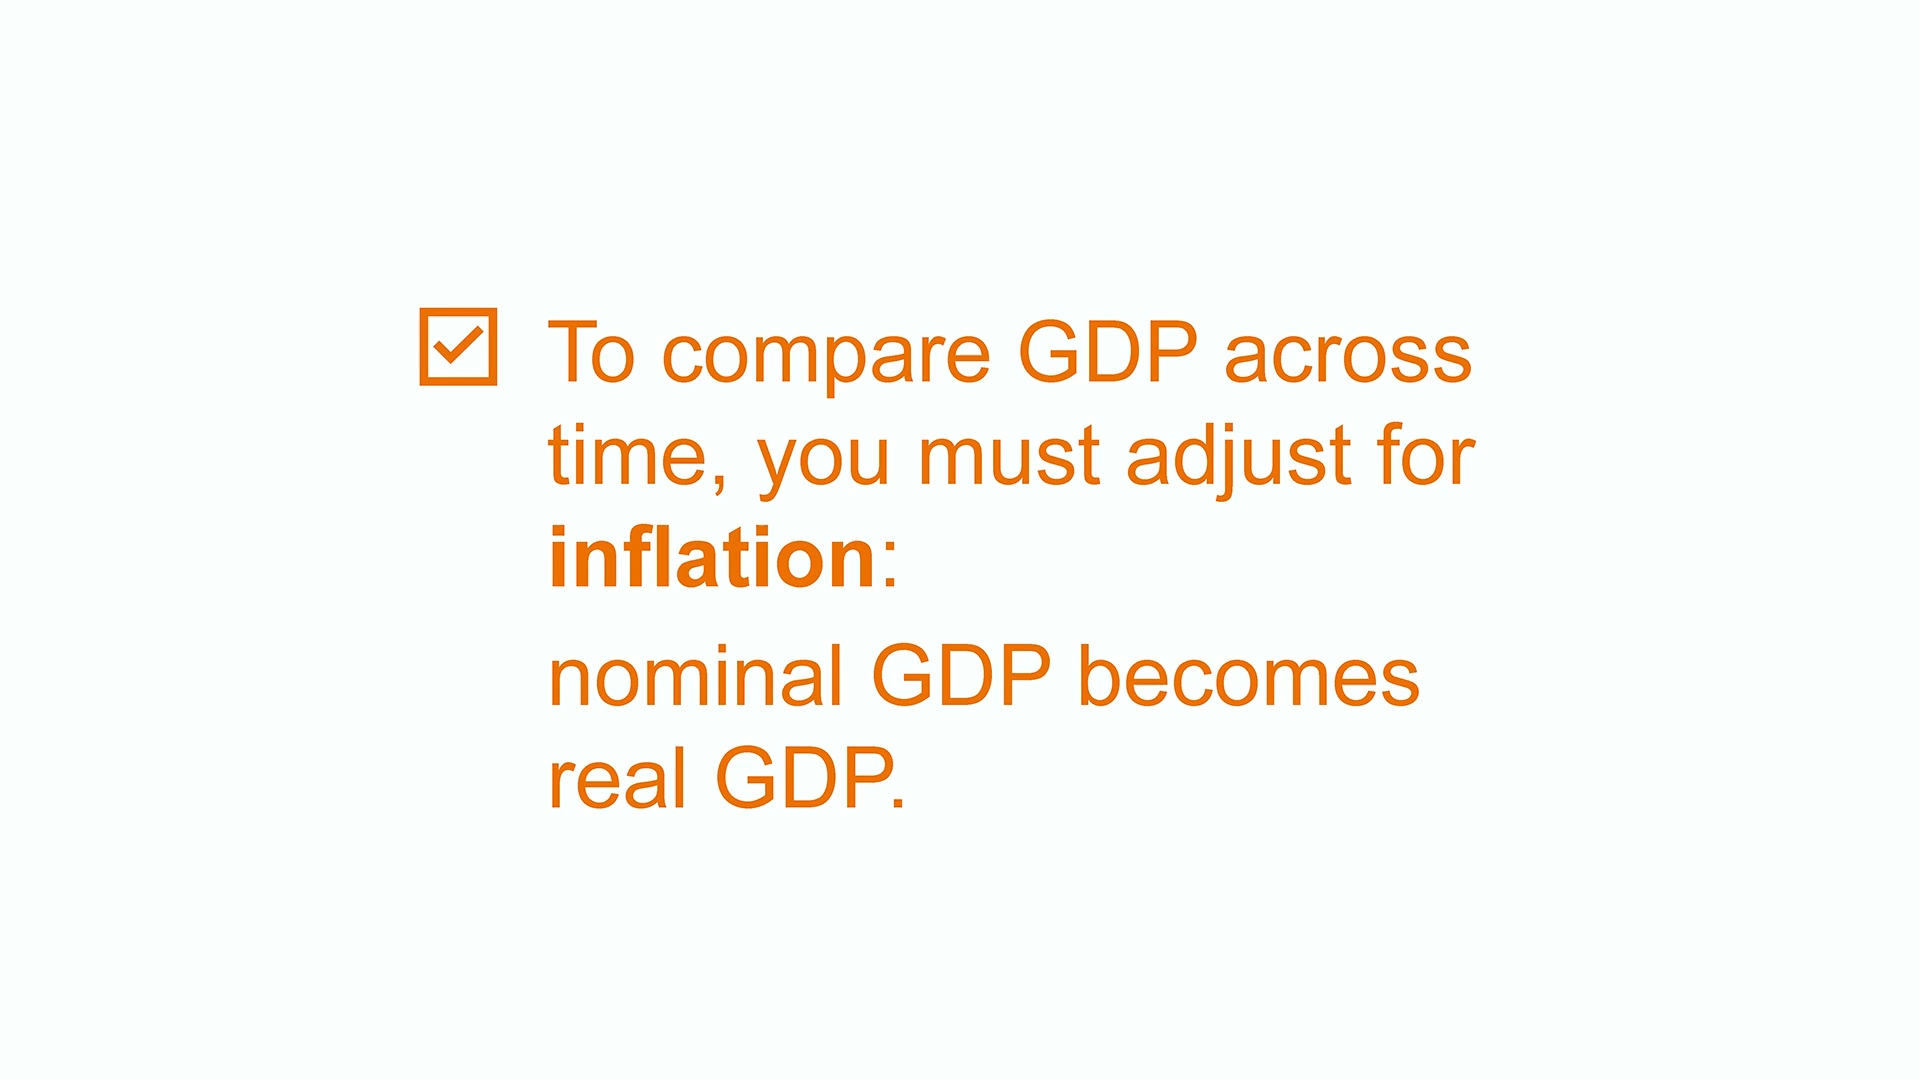 To compare GDP across
time, you must adjust for
inflation:
nominal GDP becomes
real GDP.